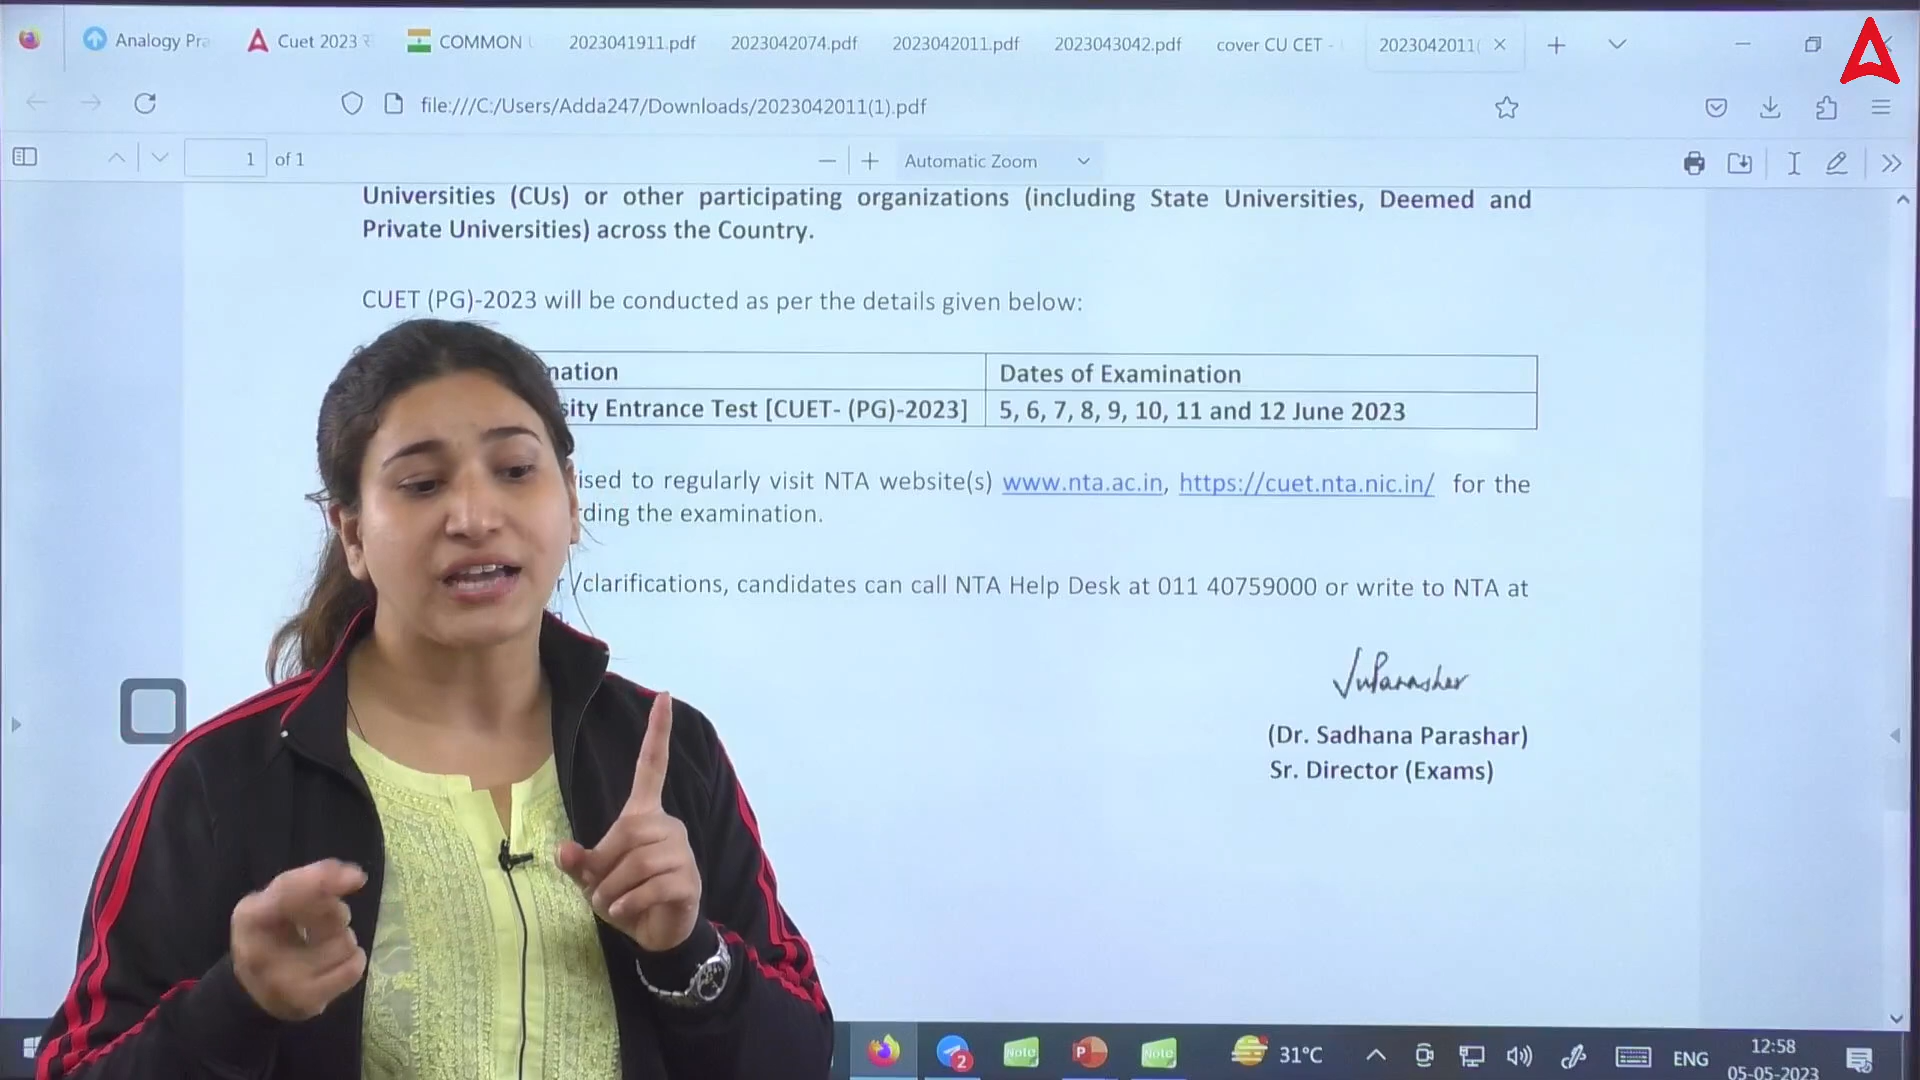 Analogy Pra
Cuet 2023
COMMON
2023041911.pdf
2023042074.pdf
2023042011.pdf
2023043042.pdf
cover CU CET -
2023042011(
file:///C:/Users/Adda247/Downloads/2023042011(1).pdf
1 of 1
Automatic Zoom
Universities (CUs) or other participating organizations (including State Universities, Deemed and
Private Universities) across the Country.
CUET (PG)-2023 will be conducted as per the details given below:
nation
Dates of Examination
sity Entrance Test [CUET- (PG)-2023]
5, 6, 7, 8, 9, 10, 11 and 12 June 2023
ised to regularly visit NTA website(s) www.nta.ac.in, https://cuet.nta.nic.in/ for the
ding the examination.
r /clarifications, candidates can call NTA Help Desk at 011 40759000 or write to NTA at
(Dr. Sadhana Parashar)
Sr. Director (Exams)
2
Note
P
Note
31°C
ENG
12:58
05-05-2023